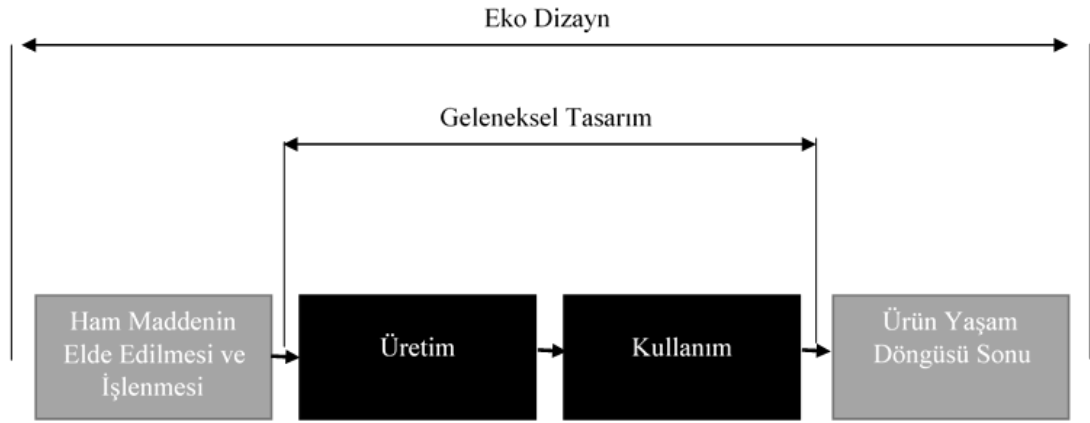 Eko Dizayn
Geleneksel Tasarım
Ham Maddenin
Elde Edilmesi ve
İşlenmesi
Üretim
Kullanım
Ürün Yaşam
Döngüsü Sonu